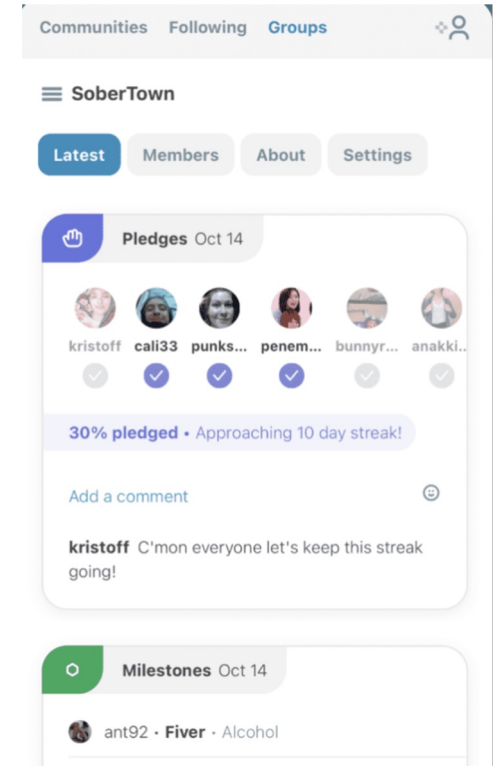 Communities Following Groups
SoberTown
Latest Members About Settings
Pledges Oct 14
kristoff cali33 punks... penem... bunnyr... anakki..
30% pledged • Approaching 10 day streak!
Add a comment
kristoff C'mon everyone let's keep this streak
going!
Milestones Oct 14
ant92 · Fiver · Alcohol